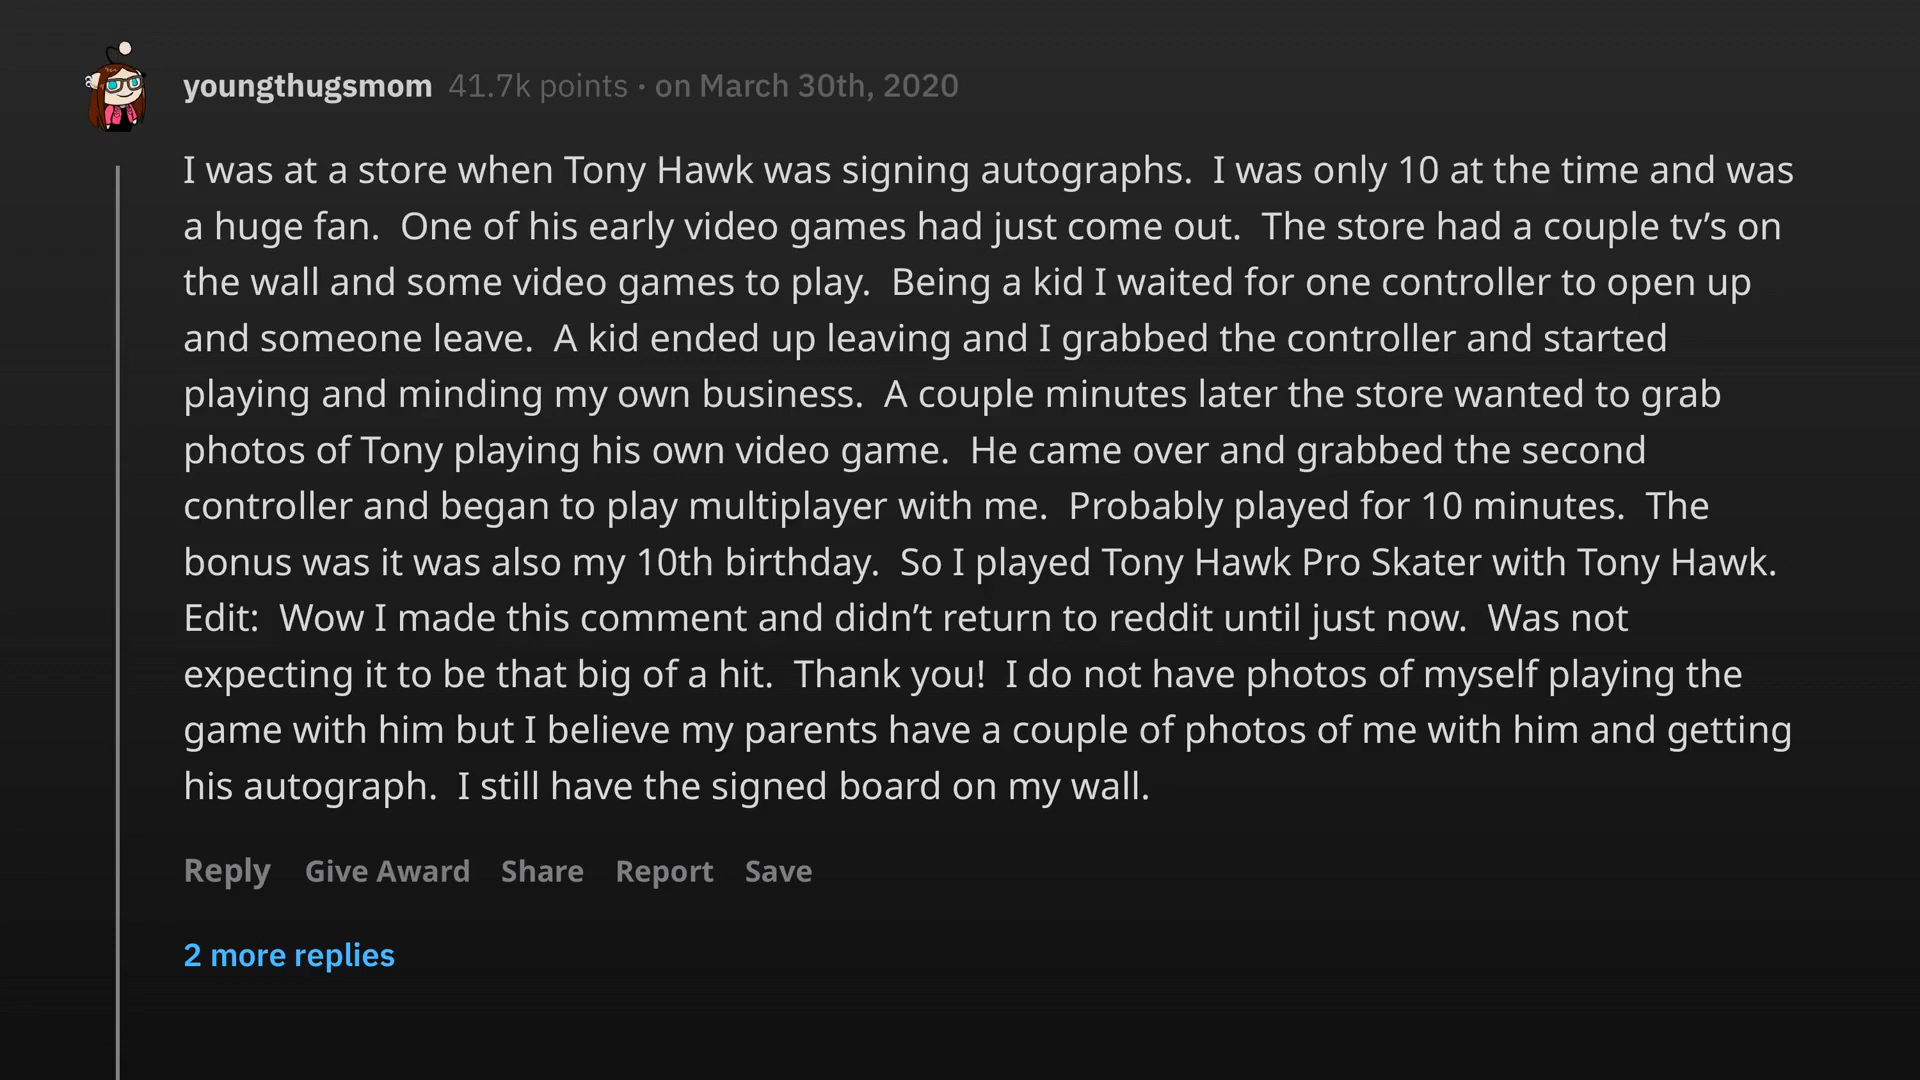 youngthugsmom 41.7k points · on March 30th, 2020
I was at a store when Tony Hawk was signing autographs.  I was only 10 at the time and was
a huge fan.  One of his early video games had just come out.  The store had a couple tv’s on
the wall and some video games to play.  Being a kid I waited for one controller to open up
and someone leave.  A kid ended up leaving and I grabbed the controller and started
playing and minding my own business.  A couple minutes later the store wanted to grab
photos of Tony playing his own video game.  He came over and grabbed the second
controller and began to play multiplayer with me.  Probably played for 10 minutes.  The
bonus was it was also my 10th birthday.  So I played Tony Hawk Pro Skater with Tony Hawk.
Edit:  Wow I made this comment and didn’t return to reddit until just now.  Was not
expecting it to be that big of a hit.  Thank you!  I do not have photos of myself playing the
game with him but I believe my parents have a couple of photos of me with him and getting
his autograph.  I still have the signed board on my wall.
Reply Give Award Share Report Save
2 more replies